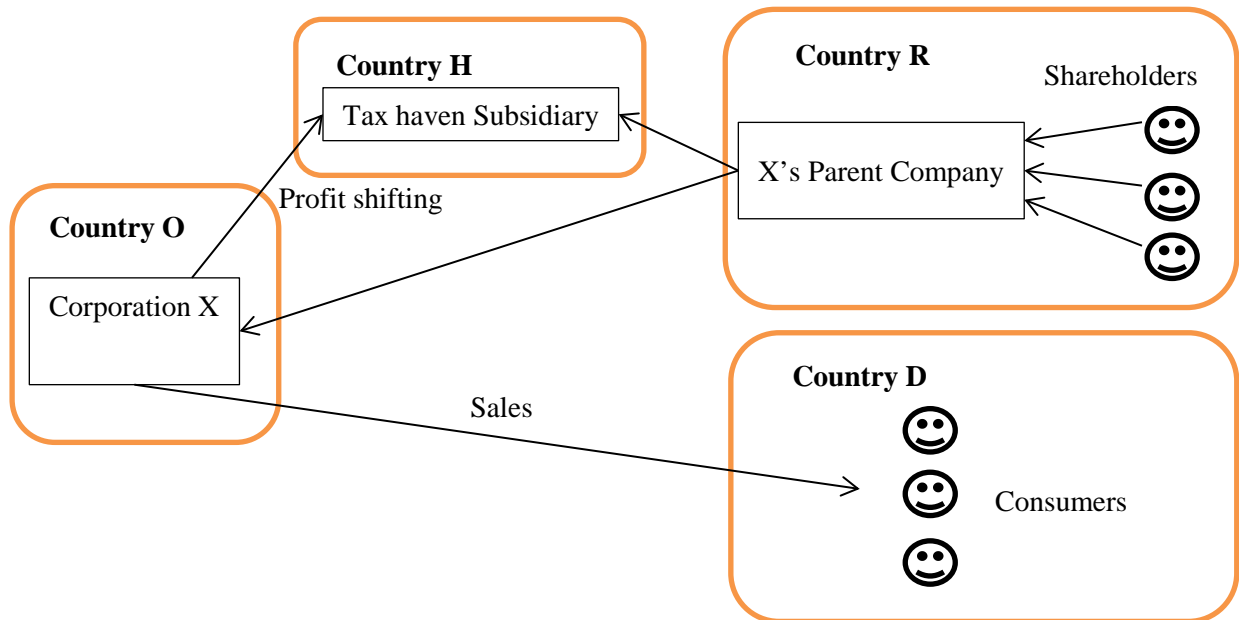 Country H
Tax haven Subsidiary
Country R
Shareholders
X's Parent Company
Profit shifting
Country O
Corporation X
Sales
Country D
Consumers